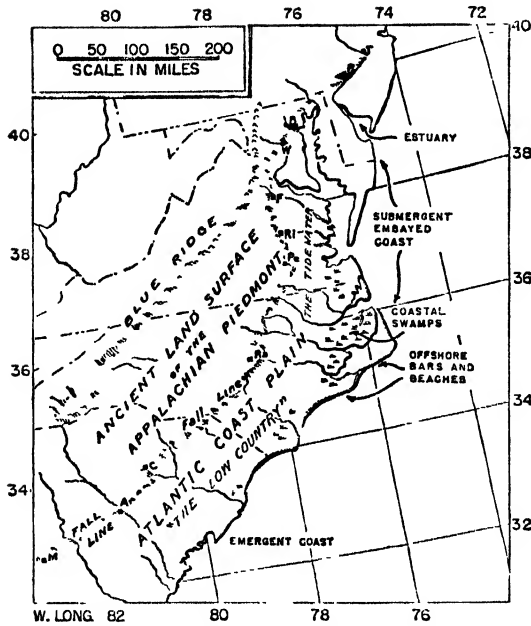 80 78 76 74 72
40
0 50 100 150 200
SCALE IN MILES
40
ESTUARY
38
W
F
SUBMERGENT
EMBAYED
COAST
RI
THE TIDEWATER
38
BLUE RIDGE
ANCIENT LAND SURFACE
OF THE
APPALACHIAN PIEDMONT
36
COASTAL
SWAMPS
36
Fall Line
OFFSHORE
BARS AND
BEACHES
ATLANTIC COAST PLAIN
"THE LOW COUNTRY"
34
34
C
A
FALL
LINE
M
EMERGENT COAST
32
W. LONG. 82 80 78 76